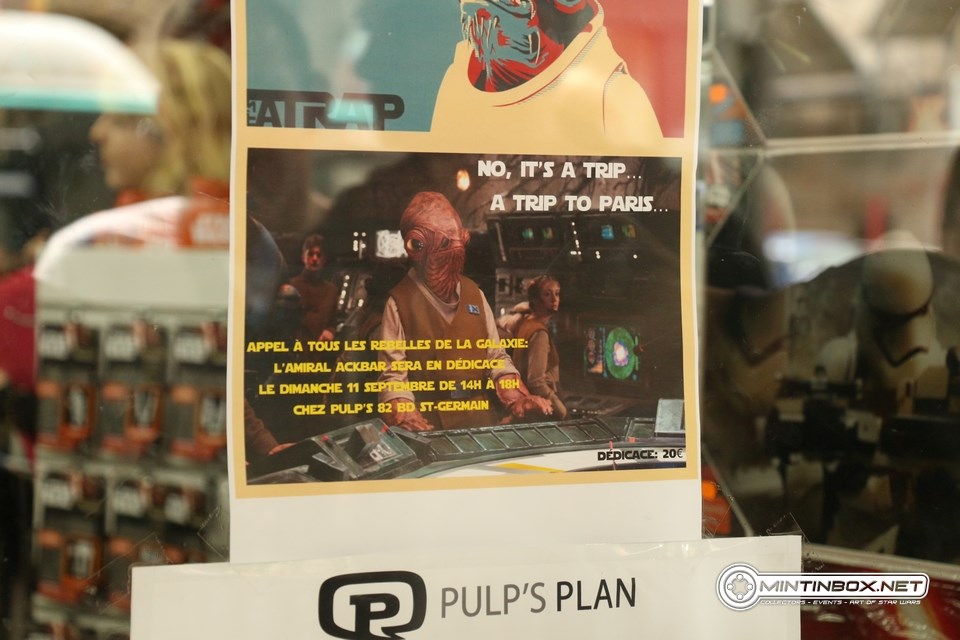 A TRAP
NO, IT'S A TRIP...
A TRIP TO PARIS...
APPEL À TOUS LES REBELLES DE LA GALAXIE:
L'AMIRAL ACKBAR SERA EN DÉDICACE
LE DIMANCHE 11 SEPTEMBRE DE 14H À 18H
CHEZ PULP'S 82 BD ST-GERMAIN
DÉDICACE: 20€
P PULP'S PLAN
MINTINBOX.NET
COLLECTORS - EVENTS - ART OF STAR WARS